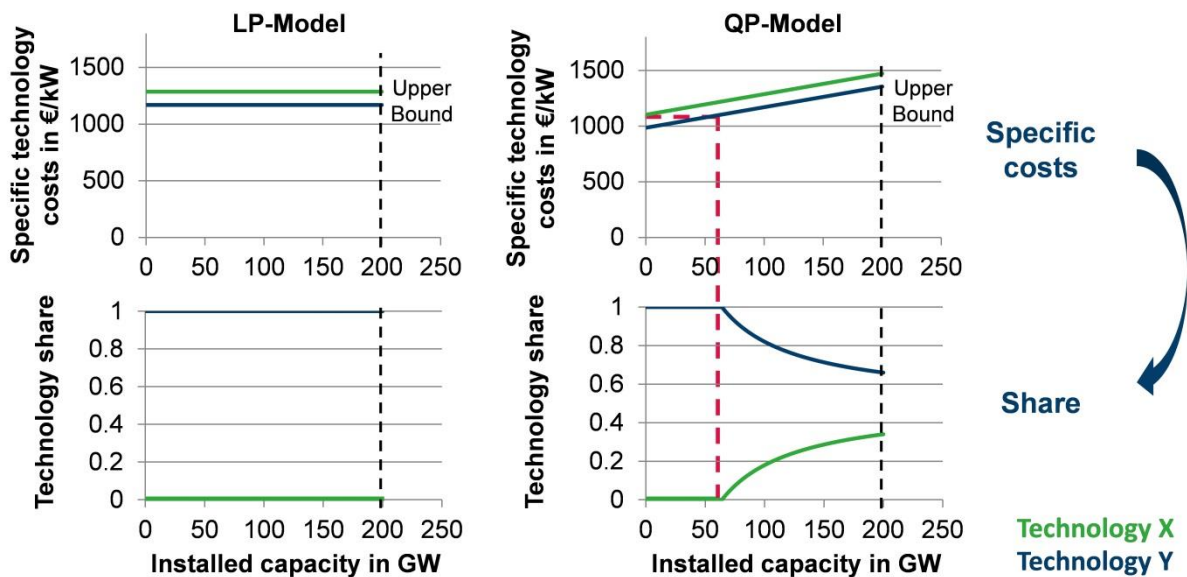 LP-Model
Specific technology
costs in €/kW
1500
1000
500
0
0 50 100 150 200 250
Upper
Bound
QP-Model
Specific technology
costs in €/kW
1500
1000
500
0
0 50 100 150 200 250
Upper
Bound
Specific
costs
Technology share
1
0.8
0.6
0.4
0.2
0
0 50 100 150 200 250
Installed capacity in GW
Technology share
1
0.8
0.6
0.4
0.2
0
0 50 100 150 200 250
Installed capacity in GW
Share
Technology X
Technology Y